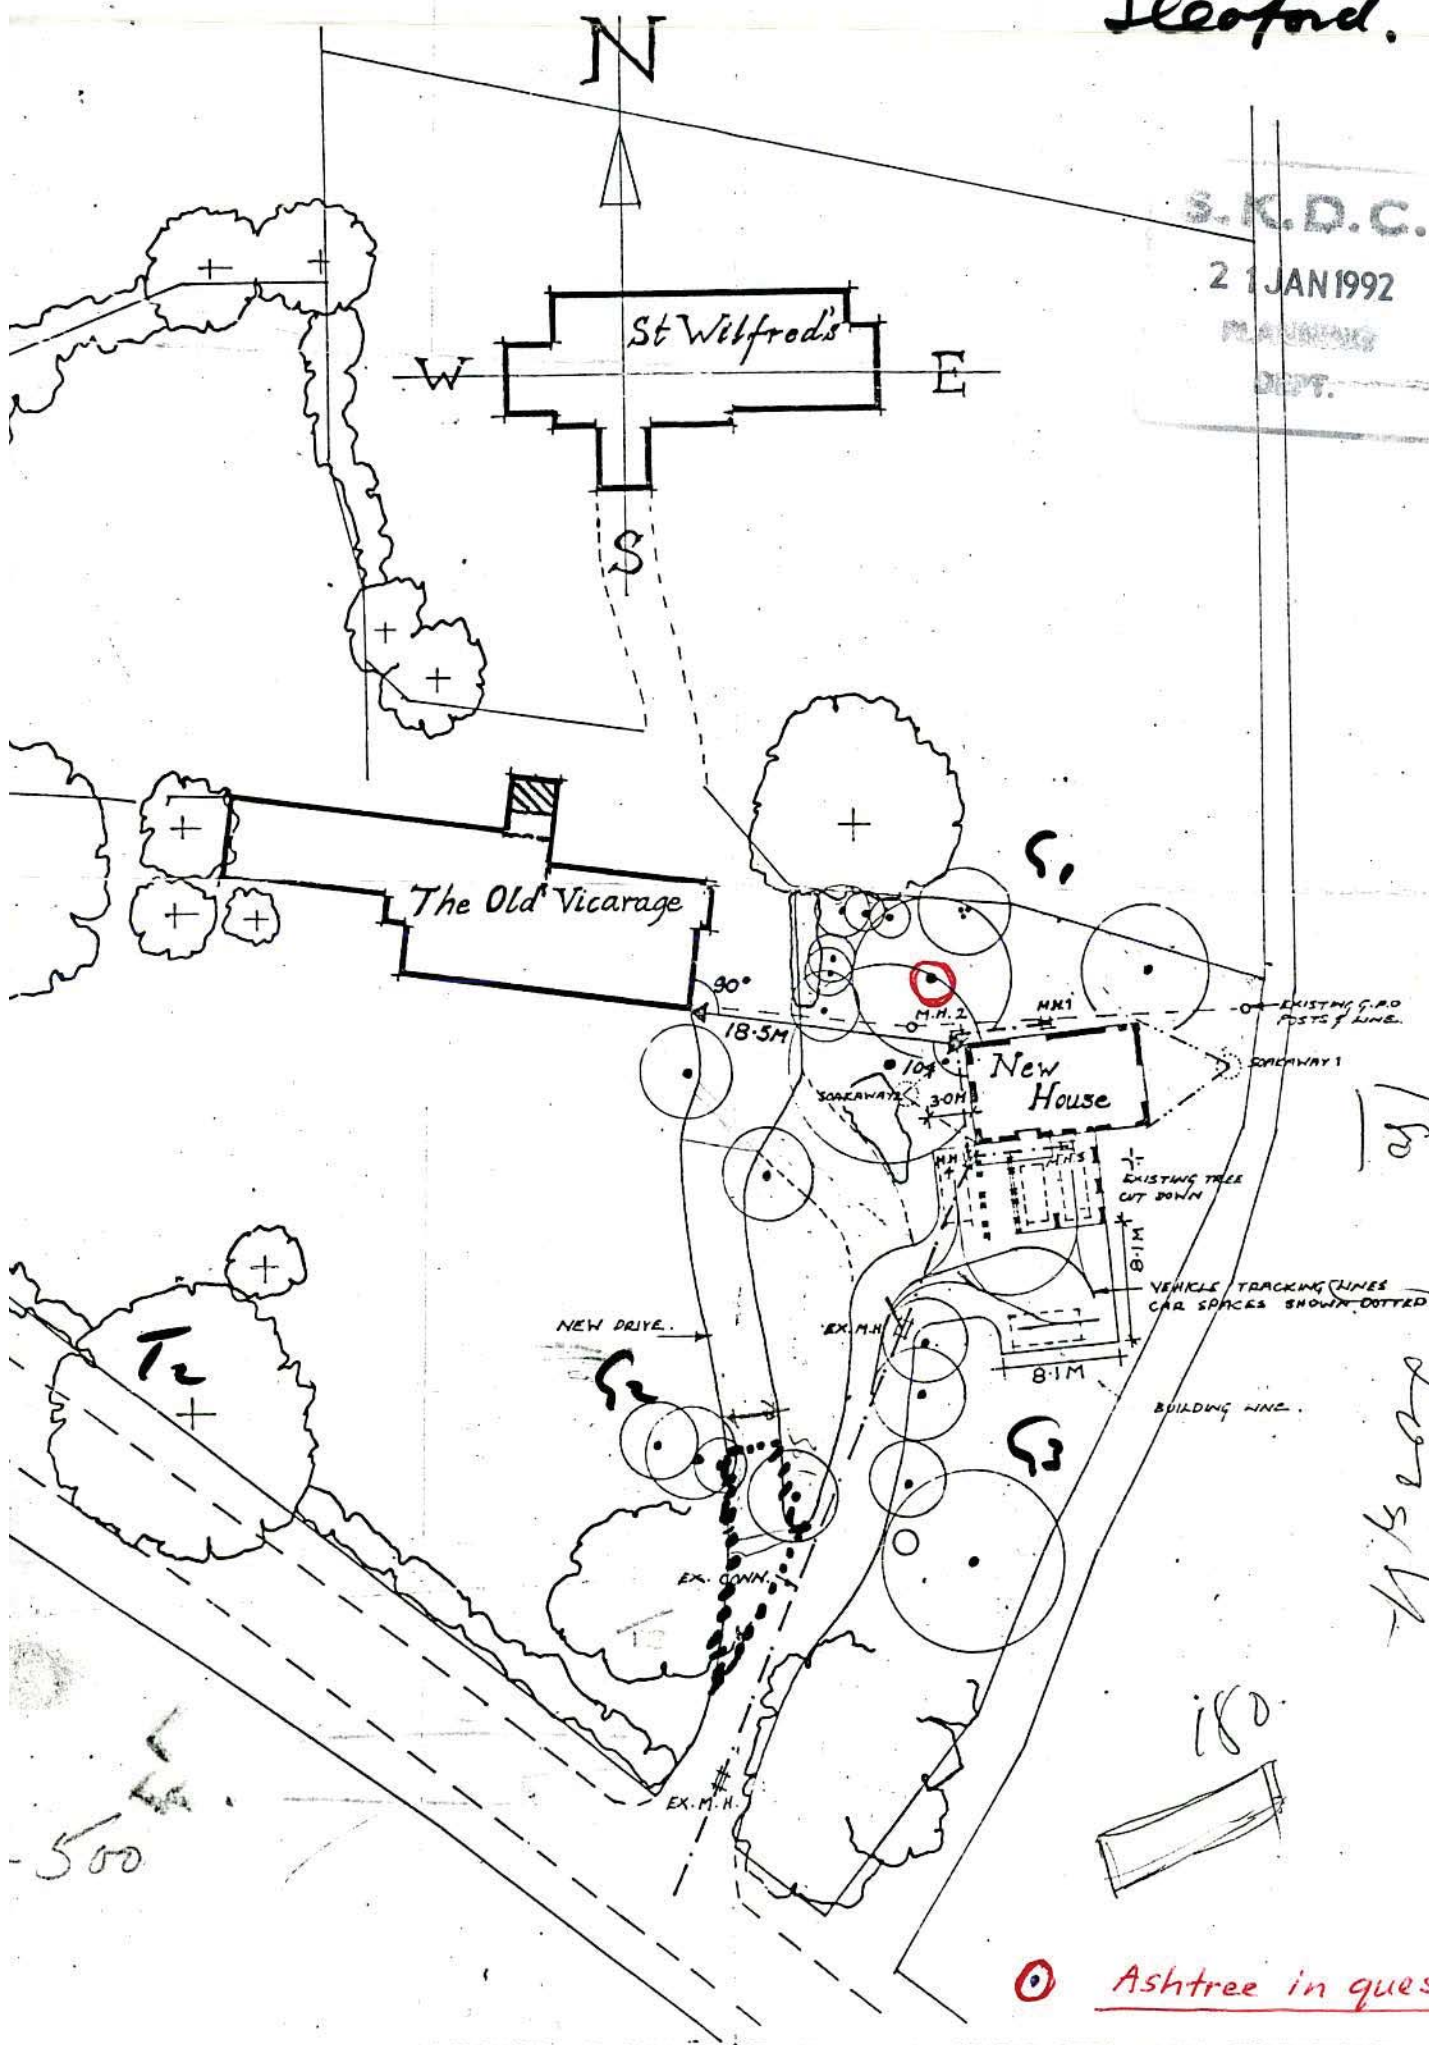 Sleaford.
N
S.K.D.C.
21 JAN 1992
PLANNING
DEPT.
St Wilfred's
W
E
S
G1
The Old Vicarage
90°
18.5M
M.H.2
M.H.1
EXISTING G.P.O
POSTS & LINE.
New
House
SOAKAWAY 1
SOAKAWAY 2
3.0M
M.H.
M.H.3
EXISTING TREE
CUT DOWN
8.1M
VEHICLE TRACKING LINES
CAR SPACES SHOWN DOTTED
NEW DRIVE.
EX.M.H
8.1M
BUILDING LINE.
T2
G2
G3
EX. CONN.
EX. M.H.
180
500
Ashtree in ques